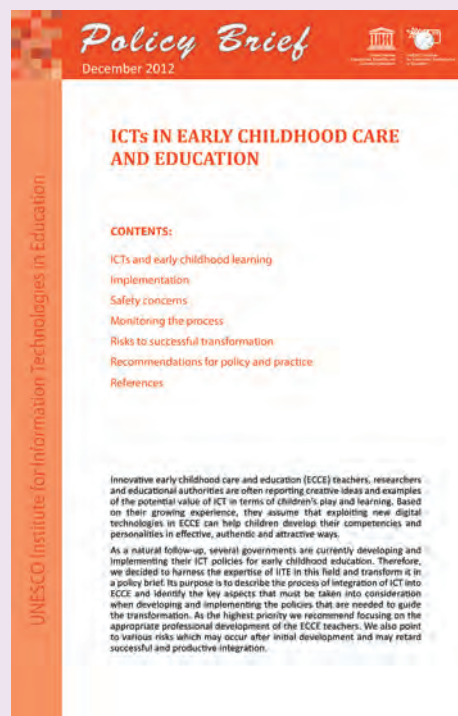 Policy Brief
December 2012
UNESCO Institute for Information Technologies in Education
ICTs IN EARLY CHILDHOOD CARE
AND EDUCATION
CONTENTS:
ICTs and early childhood learning
Implementation
Safety concerns
Monitoring the process
Risks to successful transformation
Recommendations for policy and practice
References
Innovative early childhood care and education (ECCE) teachers, researchers
and educational authorities are often reporting creative ideas and examples
of the potential value of ICT in terms of children's play and learning. Based
on their growing experience, they assume that exploiting new digital
technologies in ECCE can help children develop their competencies and
personalities in effective, authentic and attractive ways.
As a natural follow-up, several governments are currently developing and
implementing their ICT policies for early childhood education. Therefore,
we decided to harness the expertise of IITE in this field and transform it in
a policy brief. Its purpose is to describe the process of integration of ICT into
ECCE and identify the key aspects that must be taken into consideration
when developing and implementing the policies that are needed to guide
the transformation. As the highest priority we recommend focusing on the
appropriate professional development of the ECCE teachers. We also point
to various risks which may occur after initial development and may retard
successful and productive integration.